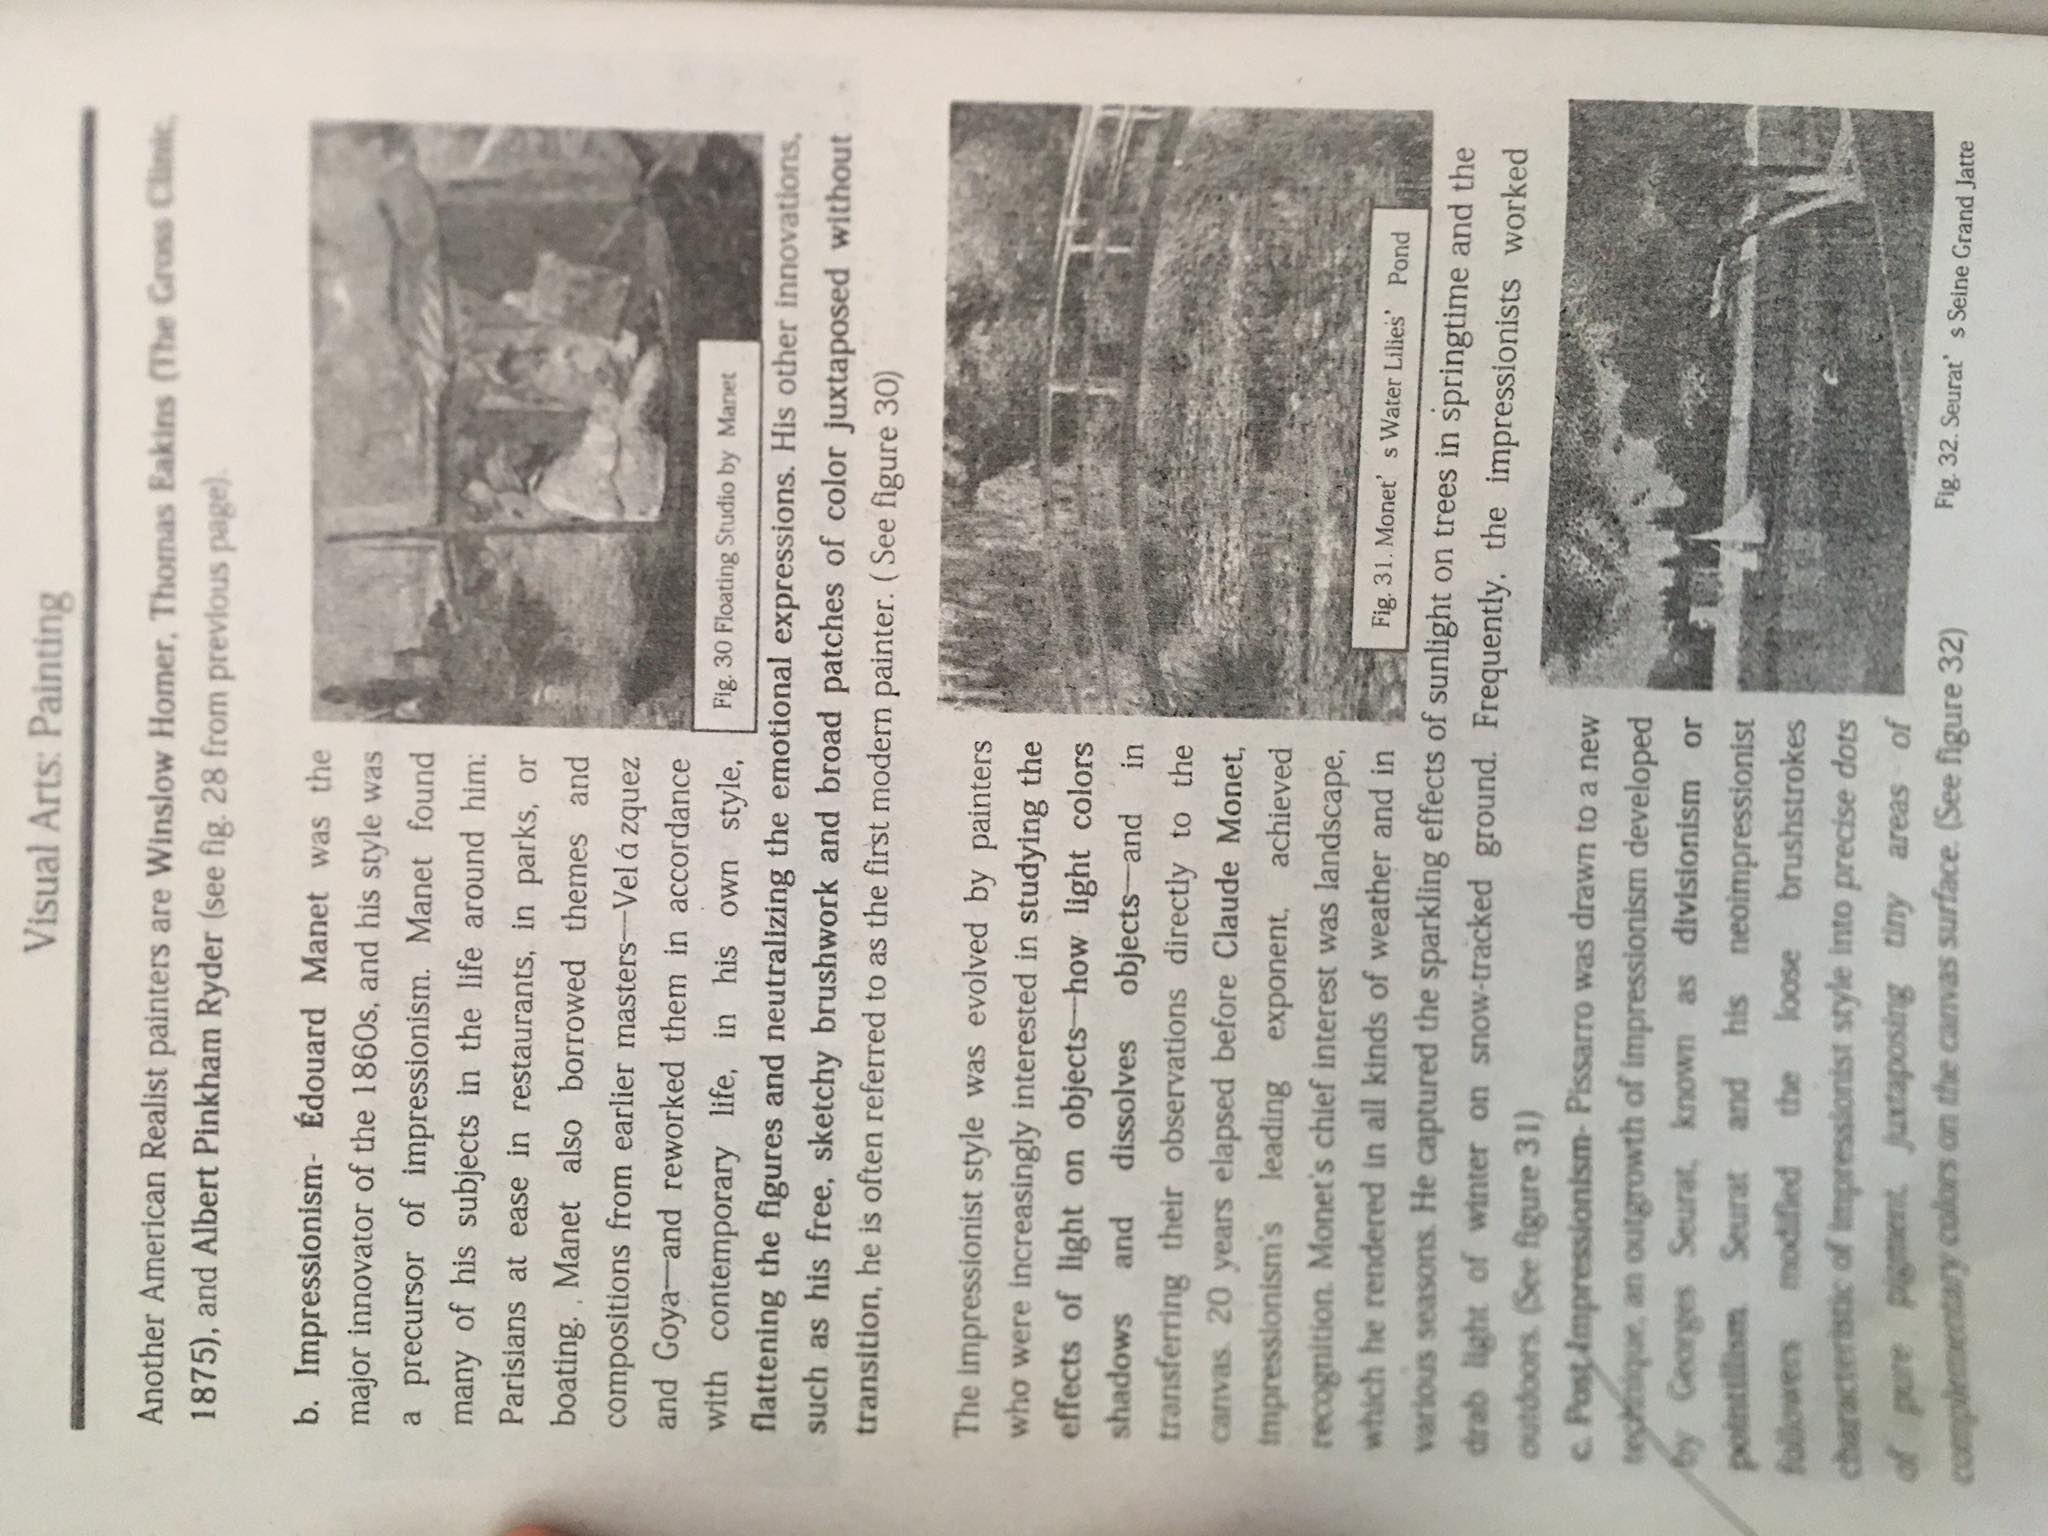 Visual Arts: Painting
Another American Realist painters are Winslow Homer, Thomas Eakins (The Gross Clinic,
1875), and Albert Pinkham Ryder (see fig. 28 from previous page).
b. Impressionism- Édouard Manet was the
major innovator of the 1860s, and his style was
a precursor of impressionism. Manet found
many of his subjects in the life around him:
Parisians at ease in restaurants, in parks, or
boating. . Manet also borrowed themes and
compositions from earlier masters—Vel á zquez
and Goya—and reworked them in accordance
with contemporary life, in his own style,
Fig. 30 Floating Studio by Manet
flattening the figures and neutralizing the emotional expressions. His other innovations,
such as his free, sketchy brushwork and broad patches of color juxtaposed without
transition, he is often referred to as the first modern painter. ( See figure 30)
The impressionist style was evolved by painters
who were increasingly interested in studying the
effects of light on objects—how light colors
shadows and dissolves objects—and in
transferring their observations directly to the
canvas. 20 years elapsed before Claude Monet,
impressionism's leading exponent, achieved
recognition. Monet's chief interest was landscape,
which he rendered in all kinds of weather and in
Fig. 31. Monet' s Water Lilies' Pond
various seasons. He captured the sparkling effects of sunlight on trees in springtime and the
drab light of winter on snow-tracked ground. Frequently, the impressionists worked
outdoors. (See figure 31)
c. Post Impressionism- Pissarro was drawn to a new
technique, an outgrowth of impressionism developed
by Georges Seurat, known as divisionism or
pointillism. Seurat and his neoimpressionist
followers modified the loose brushstrokes
characteristic of impressionist style into precise dots
of pure pigment, juxtaposing tiny areas of
complementary colors on the canvas surface. (See figure 32)
Fig. 32. Seurat' s Seine Grand Jatte